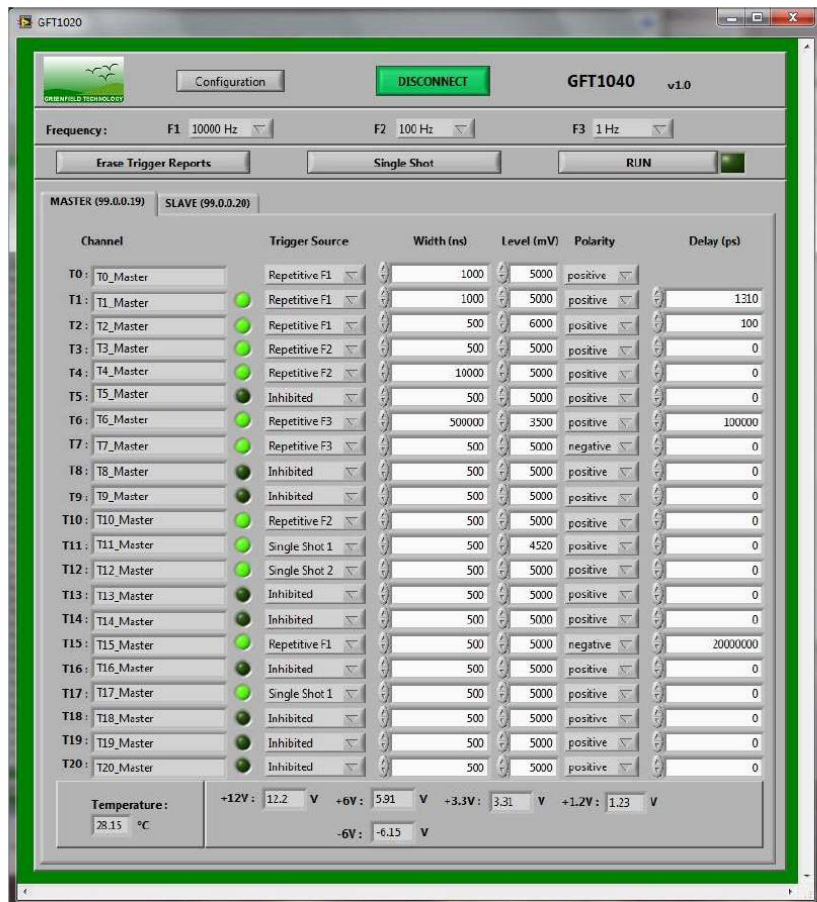 GFT1020
GREENFIELD TECHNOLOGY
Configuration
DISCONNECT
GFT1040 v1.0
Frequency: F1 10000 Hz F2 100 Hz F3 1 Hz
Erase Trigger Reports Single Shot RUN
MASTER (99.0.0.19) SLAVE (99.0.0.20)
Channel Trigger Source Width (ns) Level (mV) Polarity Delay (ps)
T0 : T0_Master Repetitive F1 1000 5000 positive
T1 : T1_Master Repetitive F1 1000 5000 positive 1310
T2 : T2_Master Repetitive F1 500 6000 positive 100
T3 : T3_Master Repetitive F2 500 5000 positive 0
T4 : T4_Master Repetitive F2 10000 5000 positive 0
T5 : T5_Master Inhibited 500 5000 positive 0
T6 : T6_Master Repetitive F3 500000 3500 positive 100000
T7 : T7_Master Repetitive F3 500 5000 negative 0
T8 : T8_Master Inhibited 500 5000 positive 0
T9 : T9_Master Inhibited 500 5000 positive 0
T10 : T10_Master Repetitive F2 500 5000 positive 0
T11 : T11_Master Single Shot 1 500 4520 positive 0
T12 : T12_Master Single Shot 2 500 5000 positive 0
T13 : T13_Master Inhibited 500 5000 positive 0
T14 : T14_Master Inhibited 500 5000 positive 0
T15 : T15_Master Repetitive F1 500 5000 negative 20000000
T16 : T16_Master Inhibited 500 5000 positive 0
T17 : T17_Master Single Shot 1 500 5000 positive 0
T18 : T18_Master Inhibited 500 5000 positive 0
T19 : T19_Master Inhibited 500 5000 positive 0
T20 : T20_Master Inhibited 500 5000 positive 0
Temperature :
28.15 °C
+12V : 12.2 V +6V : 5.91 V +3.3V : 3.31 V +1.2V : 1.23 V
-6V : -6.15 V